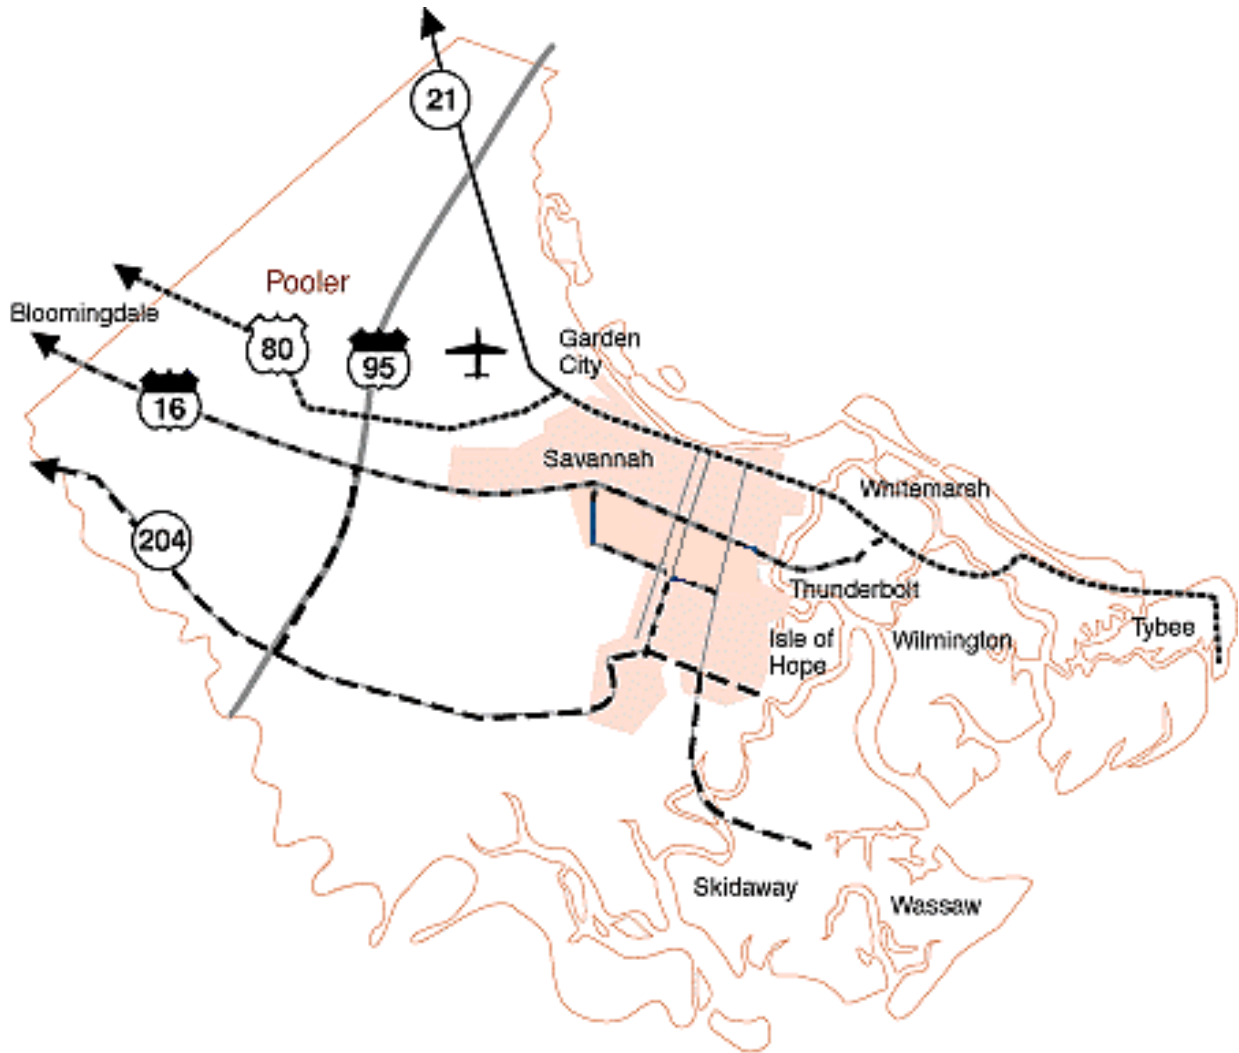 21
Pooler
Bloomingdale
80
95
Garden
City
16
Savannah
Whitemarsh
204
Thunderbolt
Isle of
Hope
Wilmington
Tybee
Skidaway
Wassaw